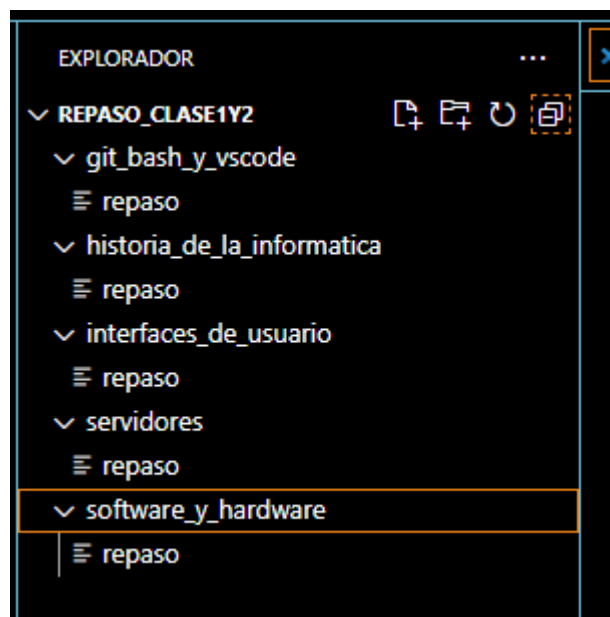 EXPLORADOR
REPASO_CLASE1Y2
git_bash_y_vscode
repaso
historia_de_la_informatica
repaso
interfaces_de_usuario
repaso
servidores
repaso
software_y_hardware
repaso